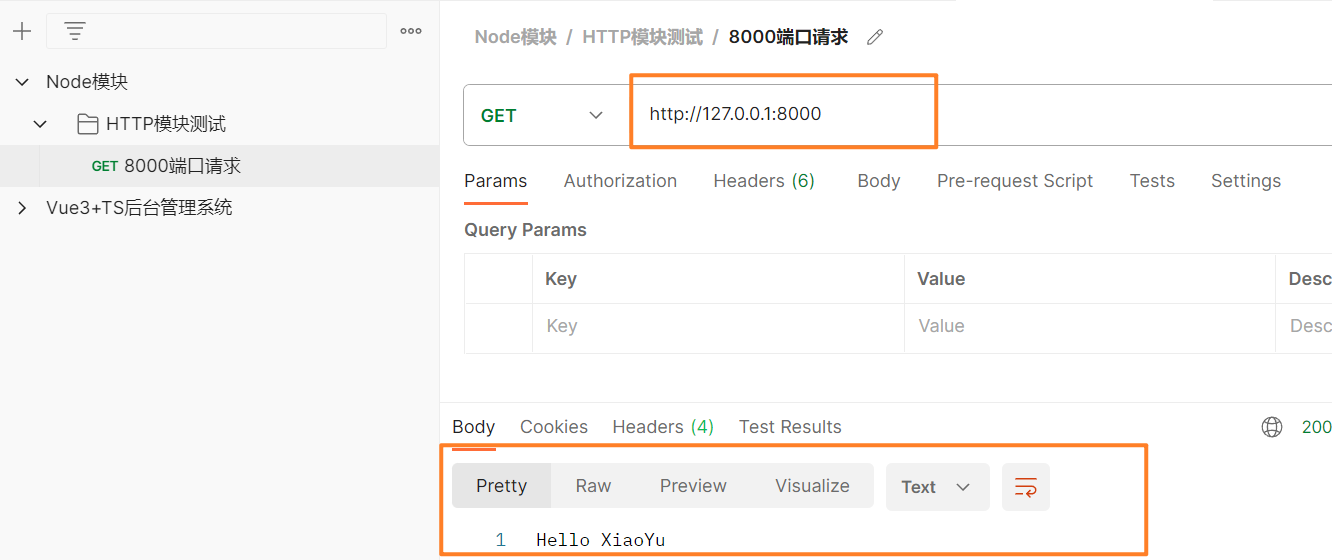 Node模块 / HTTP模块测试 / 8000端口请求
Node模块
HTTP模块测试
GET 8000端口请求
Vue3+TS后台管理系统
GET http://127.0.0.1:8000
Params Authorization Headers (6) Body Pre-request Script Tests Settings
Query Params
Key Value Desc
Key Value Desc
Body Cookies Headers (4) Test Results 200
Pretty Raw Preview Visualize Text
1 Hello XiaoYu